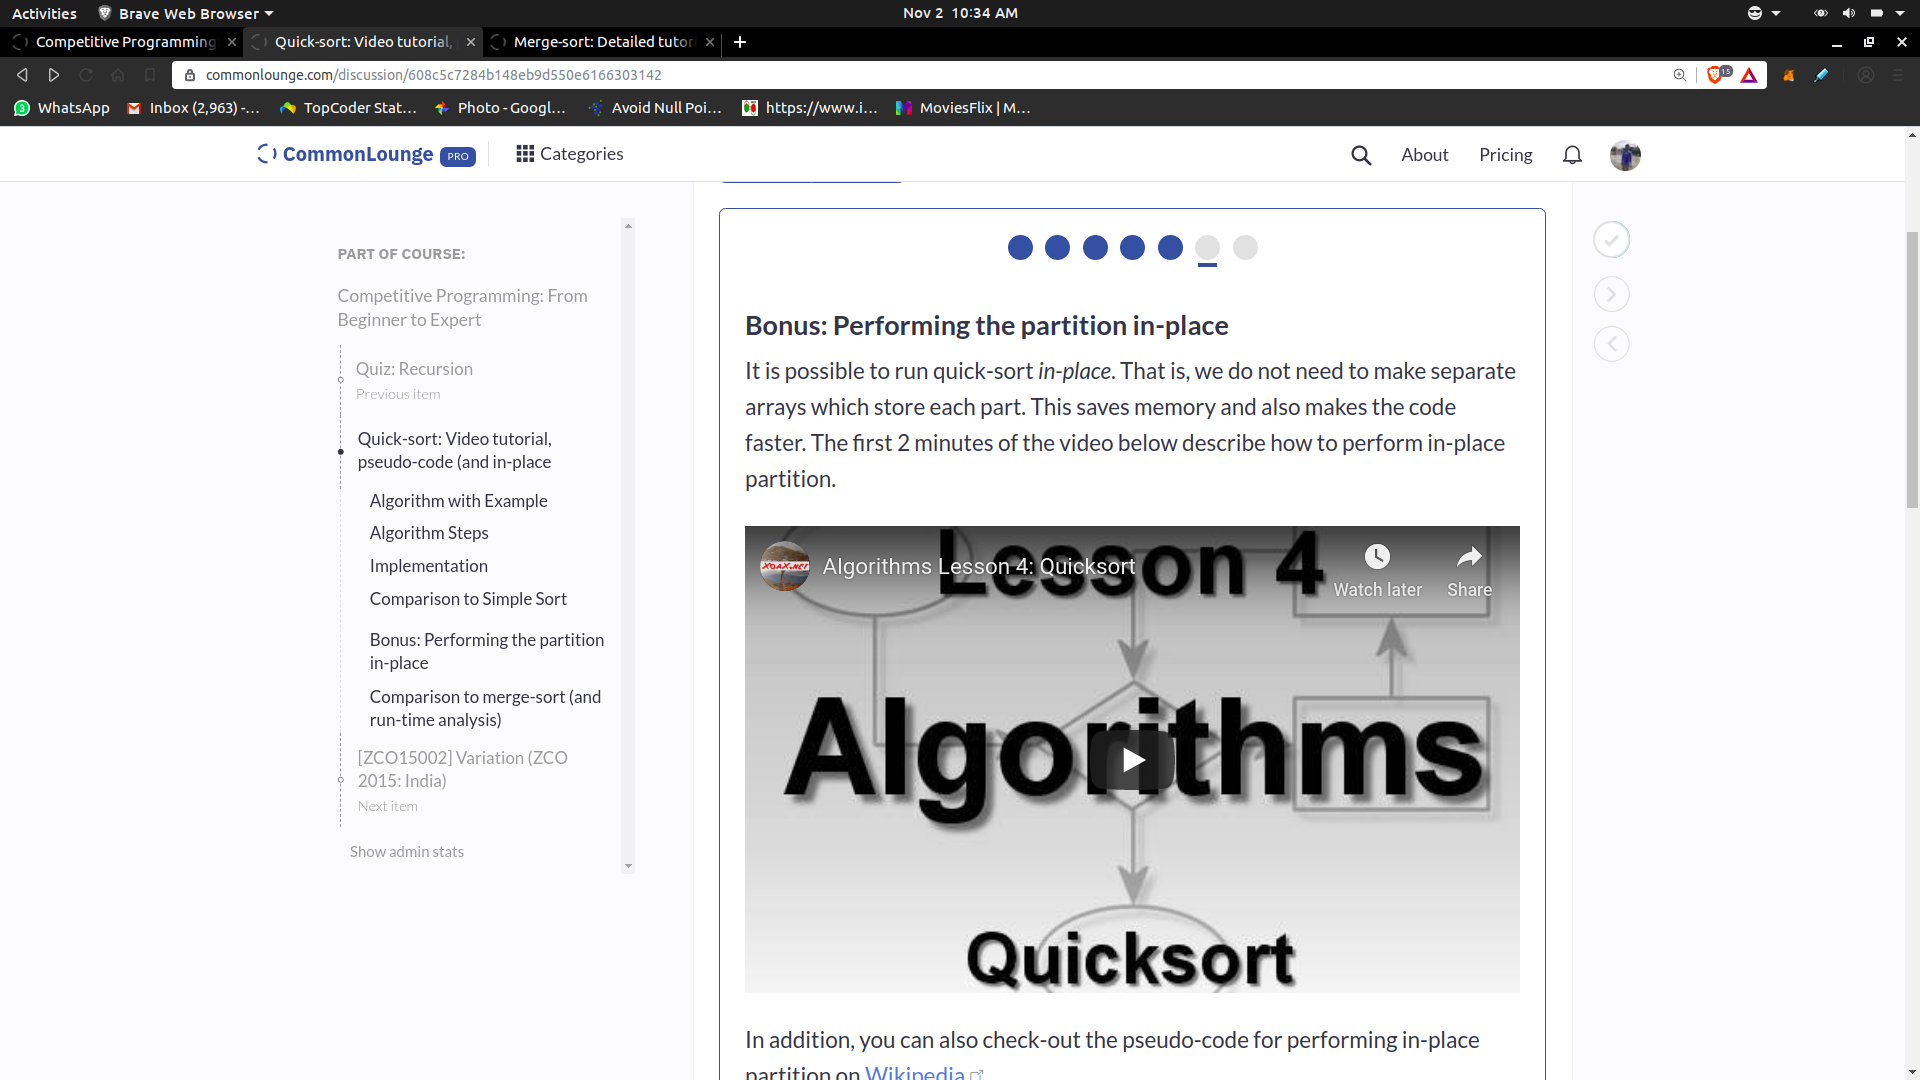 Activities
Brave Web Browser
Nov 2 10:34 AM
Competitive Programming
Quick-sort: Video tutorial,
Merge-sort: Detailed tutori
commonlounge.com/discussion/608c5c7284b148eb9d550e6166303142
15
3
WhatsApp
Inbox (2,963) -...
TopCoder Stat...
Photo - Googl...
Avoid Null Poi...
https://www.i...
MoviesFlix | M...
CommonLounge PRO
Categories
About
Pricing
PART OF COURSE:
Competitive Programming: From
Beginner to Expert
Quiz: Recursion
Previous item
Quick-sort: Video tutorial,
pseudo-code (and in-place
Algorithm with Example
Algorithm Steps
Implementation
Comparison to Simple Sort
Bonus: Performing the partition
in-place
Comparison to merge-sort (and
run-time analysis)
[ZCO15002] Variation (ZCO
2015: India)
Next item
Show admin stats
Bonus: Performing the partition in-place
It is possible to run quick-sort in-place. That is, we do not need to make separate
arrays which store each part. This saves memory and also makes the code
faster. The first 2 minutes of the video below describe how to perform in-place
partition.
XOAX.NET
Algorithms Lesson 4: Quicksort
Watch later
Share
Lesson 4
Algorithms
Quicksort
In addition, you can also check-out the pseudo-code for performing in-place
partition on Wikipedia